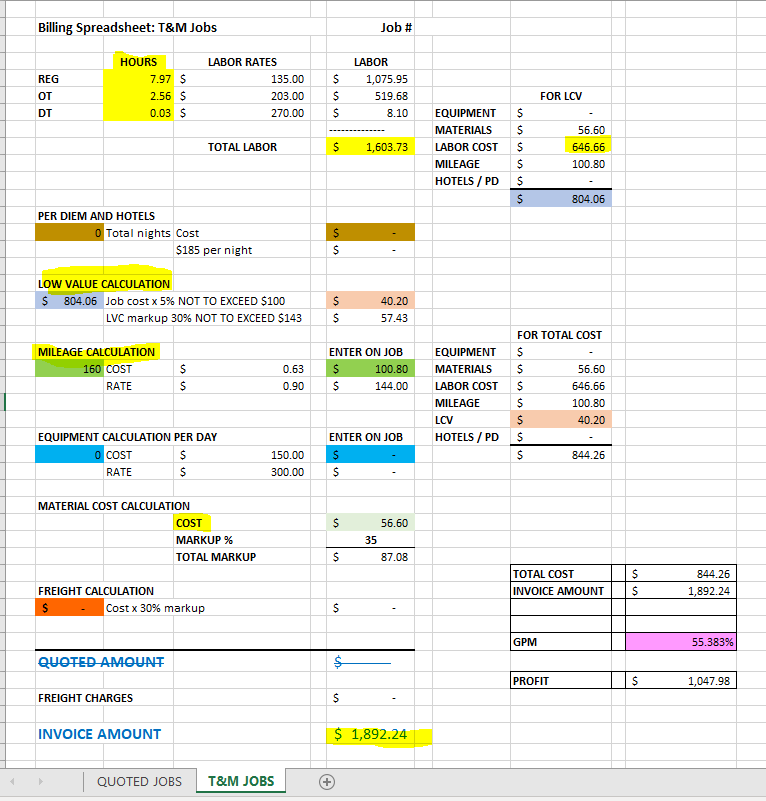 Billing Spreadsheet: T&M Jobs Job #
HOURS LABOR RATES LABOR
REG 7.97 $ 135.00 $ 1,075.95
OT 2.56 $ 203.00 $ 519.68 FOR LCV
DT 0.03 $ 270.00 $ 8.10 EQUIPMENT $ -
-------------- MATERIALS $ 56.60
TOTAL LABOR $ 1,603.73 LABOR COST $ 646.66
MILEAGE $ 100.80
HOTELS / PD $ -
$ 804.06
PER DIEM AND HOTELS
0 Total nights Cost $ -
$185 per night $ -
LOW VALUE CALCULATION
$ 804.06 Job cost x 5% NOT TO EXCEED $100 $ 40.20
LVC markup 30% NOT TO EXCEED $143 $ 57.43
FOR TOTAL COST
MILEAGE CALCULATION ENTER ON JOB EQUIPMENT $ -
160 COST $ 0.63 $ 100.80 MATERIALS $ 56.60
RATE $ 0.90 $ 144.00 LABOR COST $ 646.66
MILEAGE $ 100.80
LCV $ 40.20
EQUIPMENT CALCULATION PER DAY ENTER ON JOB HOTELS / PD $ -
0 COST $ 150.00 $ - $ 844.26
RATE $ 300.00 $ -
MATERIAL COST CALCULATION
COST $ 56.60
MARKUP % 35
TOTAL MARKUP $ 87.08
TOTAL COST $ 844.26
FREIGHT CALCULATION INVOICE AMOUNT $ 1,892.24
$ - Cost x 30% markup $ -
GPM 55.383%
QUOTED AMOUNT $
PROFIT $ 1,047.98
FREIGHT CHARGES $ -
INVOICE AMOUNT $ 1,892.24
QUOTED JOBS T&M JOBS